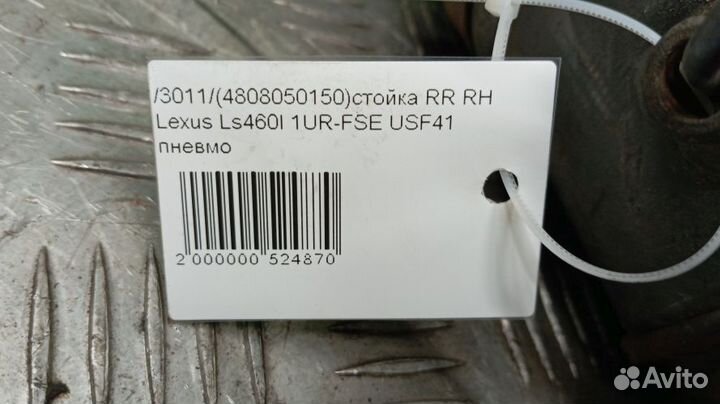 /3011/(4808050150)стойка RR RH
Lexus Ls460l 1UR-FSE USF41
пневмо
2 000000 524870
Avito